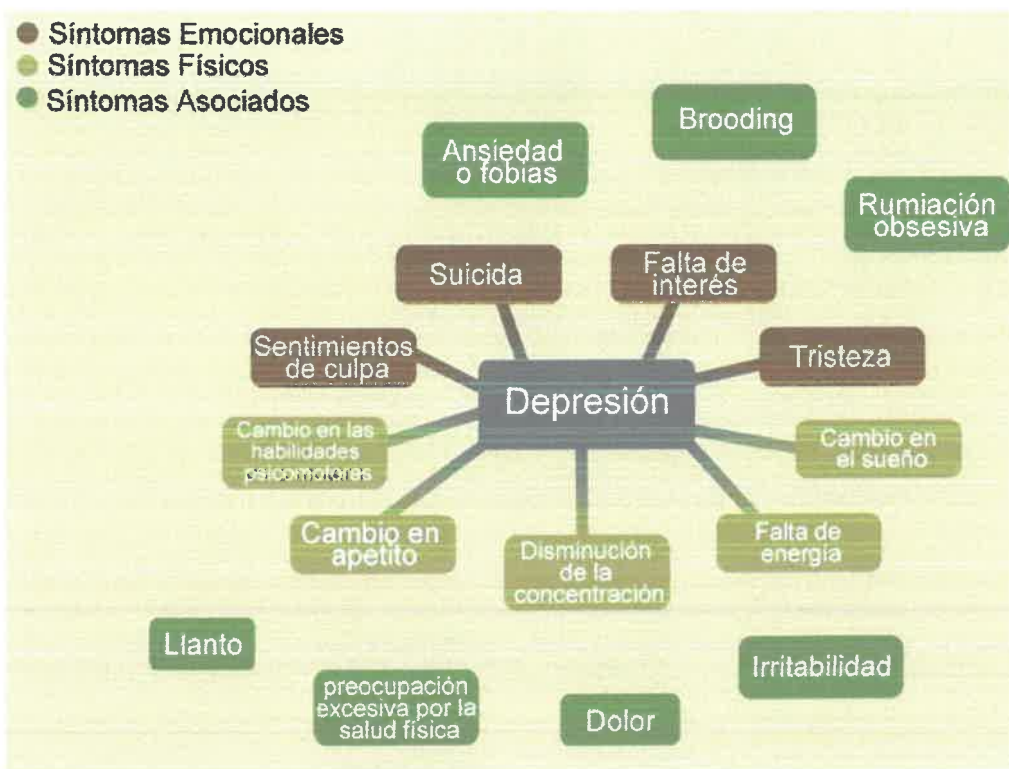 Síntomas Emocionales
Síntomas Físicos
Síntomas Asociados
Brooding
Ansiedad
o fobias
Rumiación
obsesiva
Suicida
Falta de
interés
Sentimientos
de culpa
Tristeza
Depresión
Cambio en las
habilidades
psicomotoras
Cambio en
el sueño
Cambio en
apetito
Disminución
de la
concentración
Falta de
energía
Llanto
preocupación
excesiva por la
salud física
Dolor
Irritabilidad